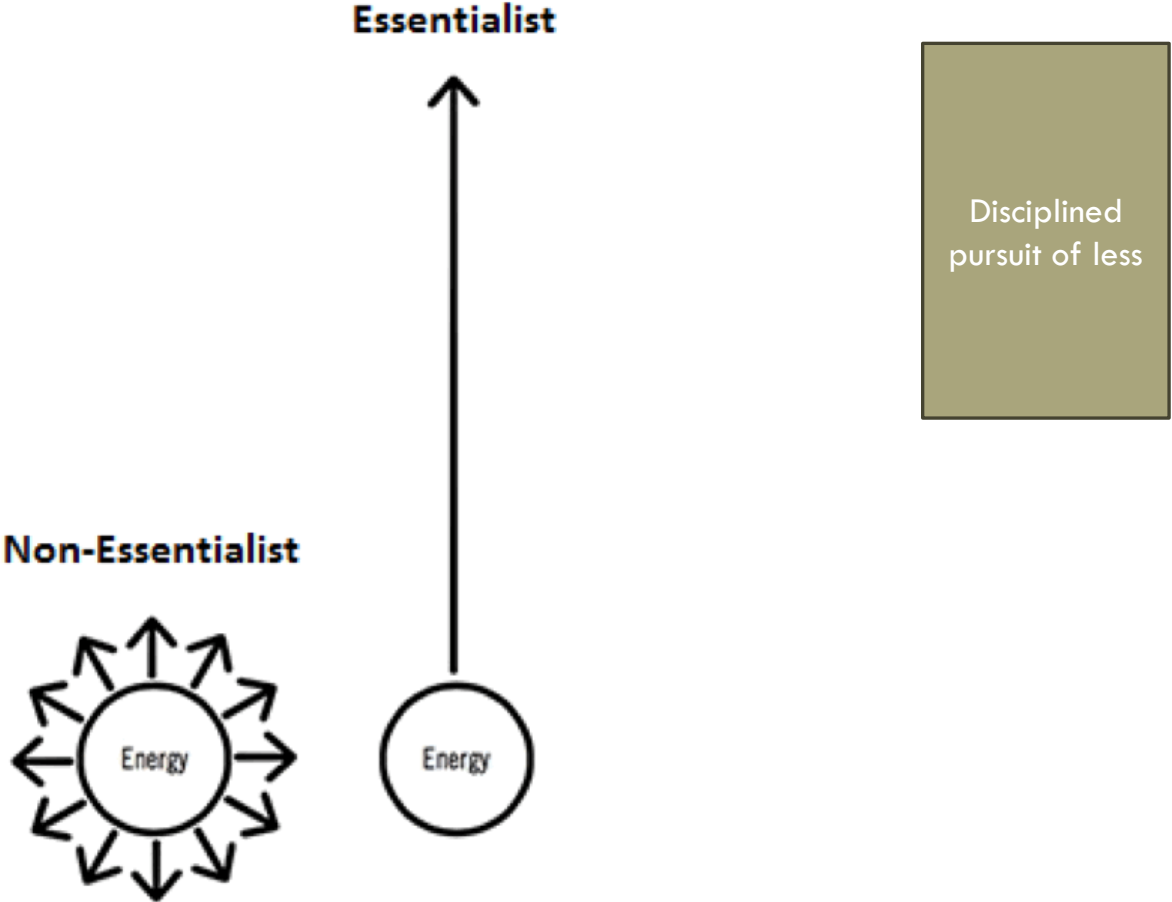 Essentialist
Disciplined
pursuit of less
Non-Essentialist
Energy
Energy